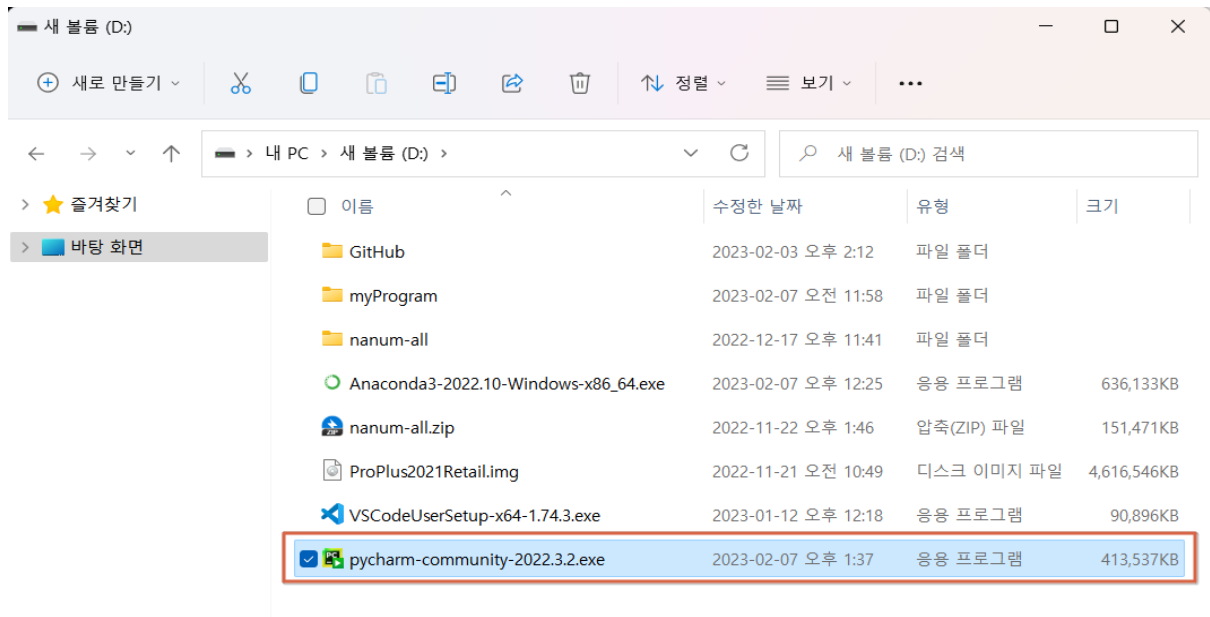 새 볼륨 (D:)
새로 만들기 정렬 보기
내 PC > 새 볼륨 (D:) > 새 볼륨 (D:) 검색
즐겨찾기
바탕 화면
이름 수정한 날짜 유형 크기
GitHub 2023-02-03 오후 2:12 파일 폴더
myProgram 2023-02-07 오전 11:58 파일 폴더
nanum-all 2022-12-17 오후 11:41 파일 폴더
Anaconda3-2022.10-Windows-x86_64.exe 2023-02-07 오후 12:25 응용 프로그램 636,133KB
nanum-all.zip 2022-11-22 오후 1:46 압축(ZIP) 파일 151,471KB
ProPlus2021Retail.img 2022-11-21 오전 10:49 디스크 이미지 파일 4,616,546KB
VSCodeUserSetup-x64-1.74.3.exe 2023-01-12 오후 12:18 응용 프로그램 90,896KB
pycharm-community-2022.3.2.exe 2023-02-07 오후 1:37 응용 프로그램 413,537KB